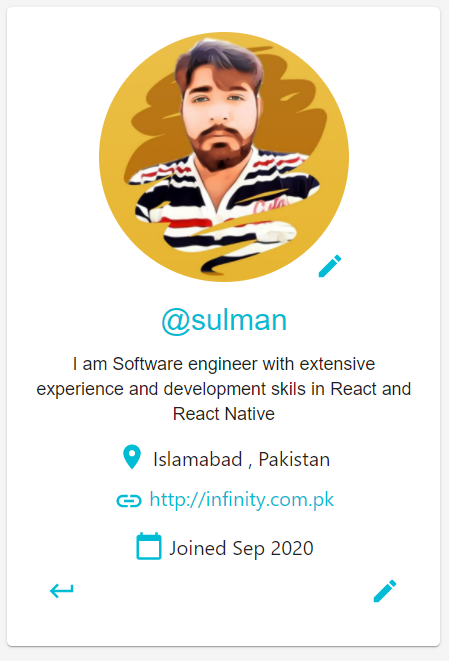 @sulman
I am Software engineer with extensive
experience and development skils in React and
React Native
Islamabad , Pakistan
http://infinity.com.pk
Joined Sep 2020